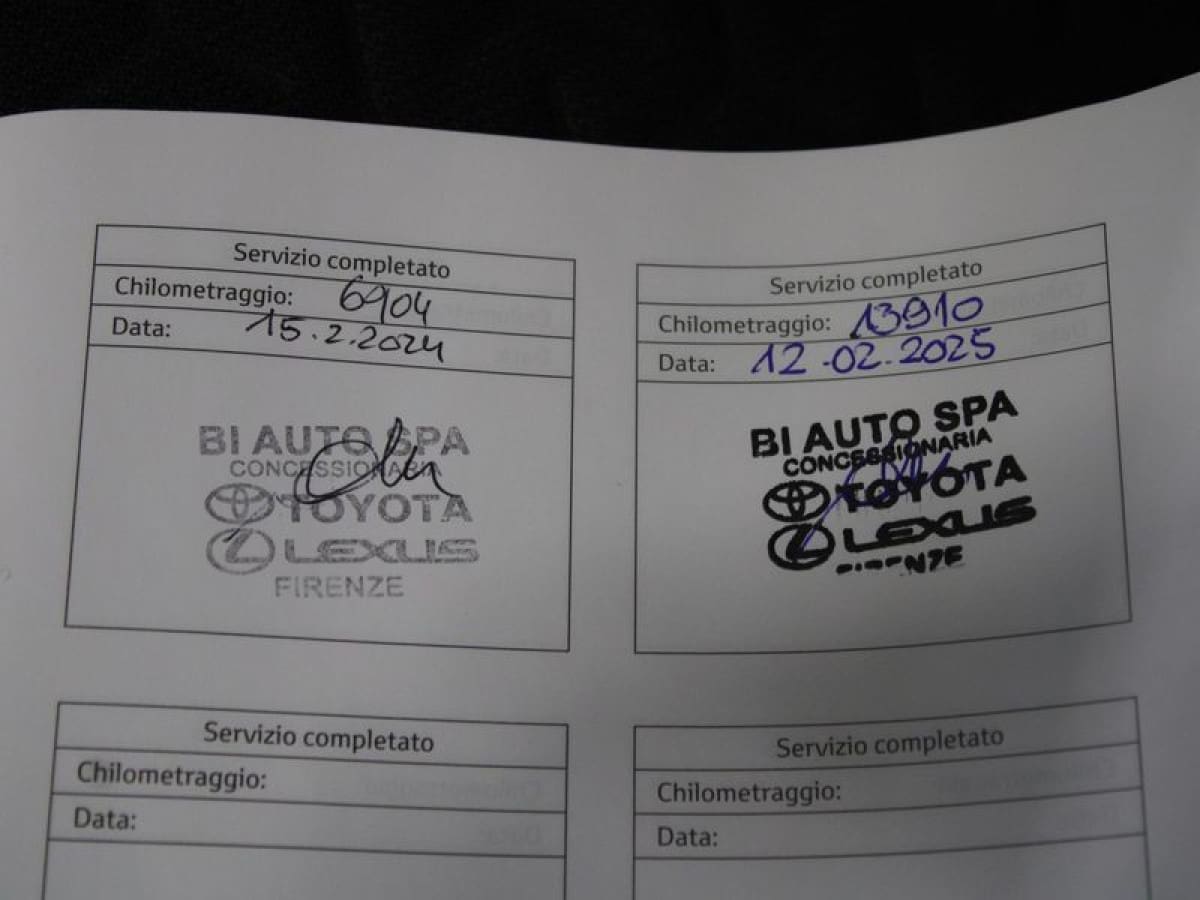 Servizio completato
Chilometraggio: 6904
Data: 15.2.2024
BI AUTO SPA
CONCESSIONARIA
TOYOTA
LEXUS
FIRENZE
Servizio completato
Chilometraggio: 13910
Data: 12-02.2025
BI AUTO SPA
CONCESSIONARIA
TOYOTA
LEXUS
Servizio completato
Chilometraggio:
Data:
Servizio completato
Chilometraggio:
Data: